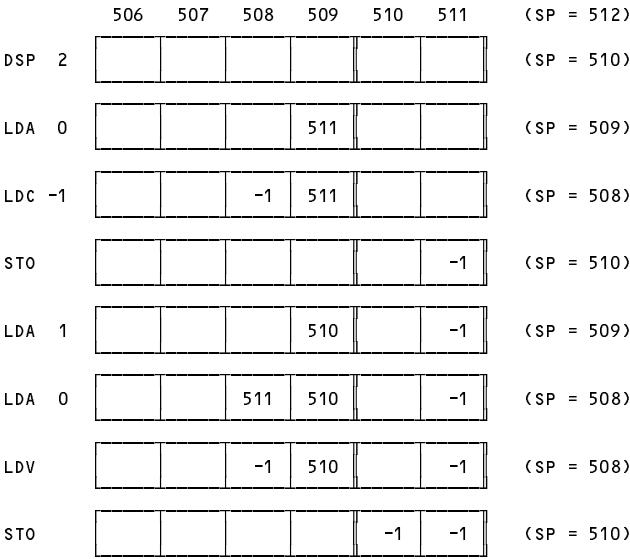 506 507 508 509 510 511 (SP = 512)
DSP 2 (SP = 510)
LDA 0 511 (SP = 509)
LDC -1 -1 511 (SP = 508)
STO -1 (SP = 510)
LDA 1 510 -1 (SP = 509)
LDA 0 511 510 -1 (SP = 508)
LDV -1 510 -1 (SP = 508)
STO -1 -1 (SP = 510)